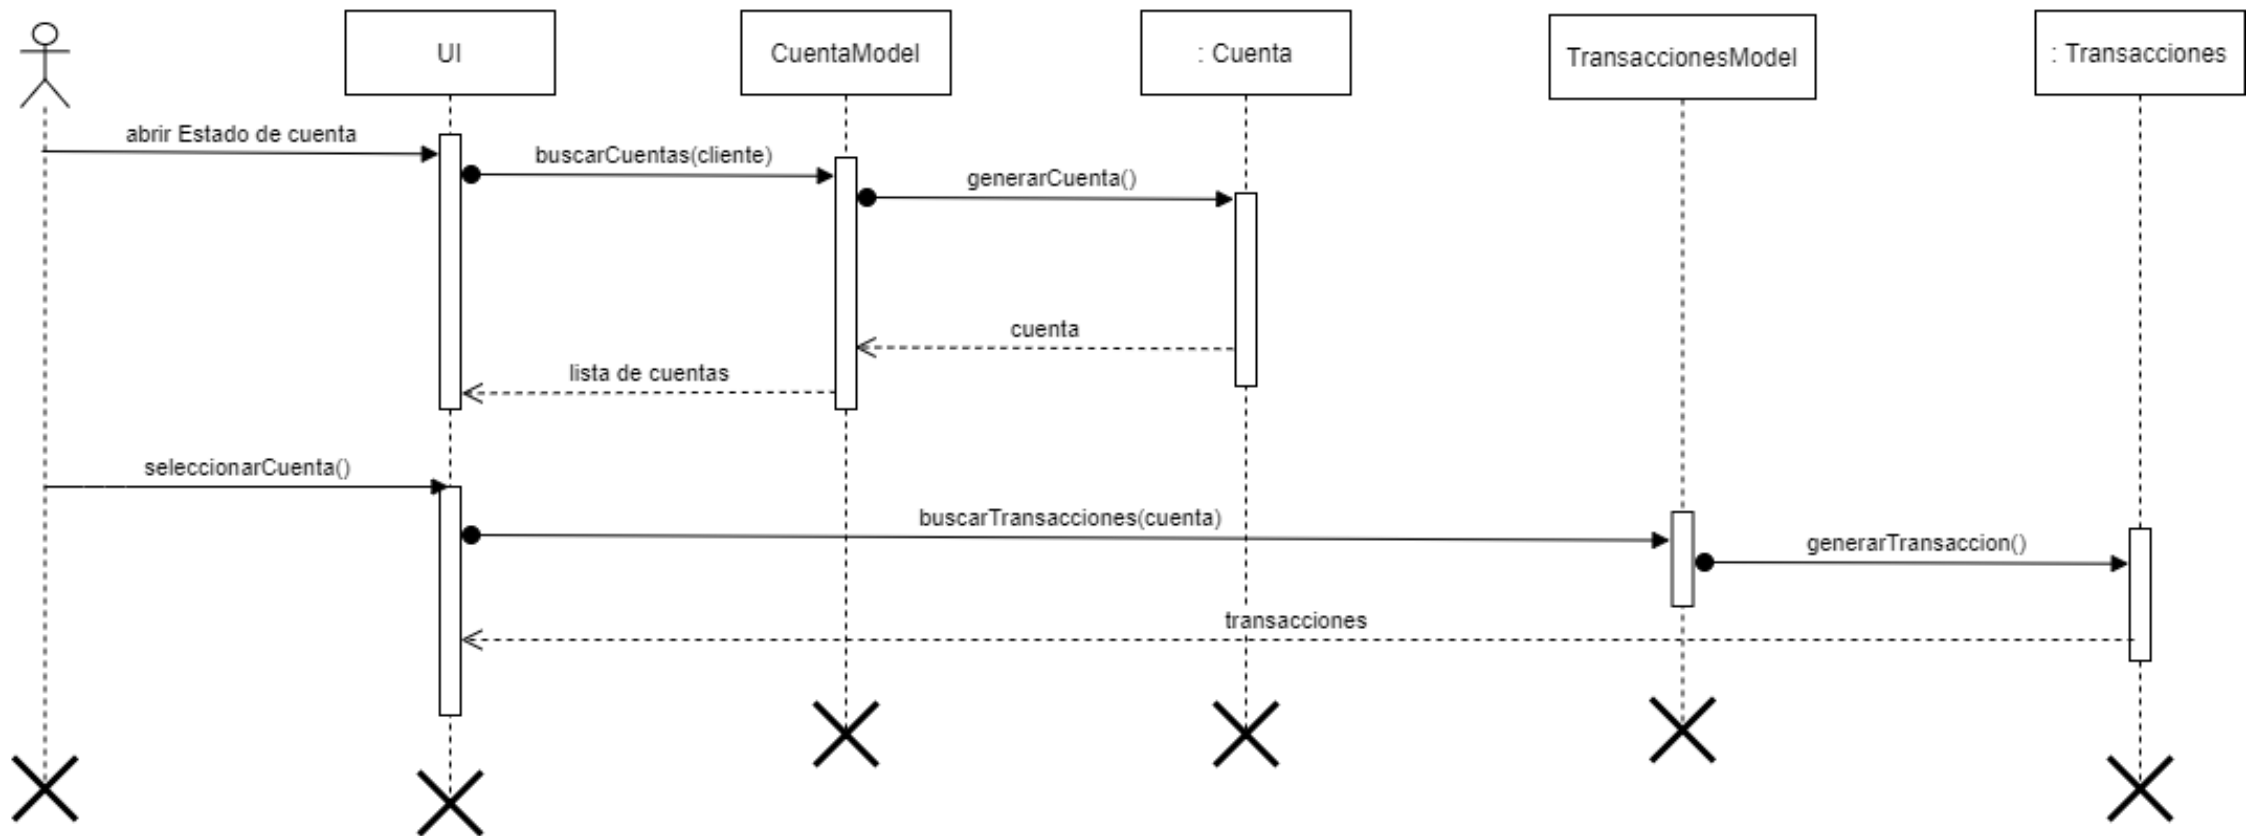 UI
CuentaModel
: Cuenta
TransaccionesModel
: Transacciones
abrir Estado de cuenta
buscarCuentas(cliente)
generarCuenta()
cuenta
lista de cuentas
seleccionarCuenta()
buscarTransacciones(cuenta)
generarTransaccion()
transacciones